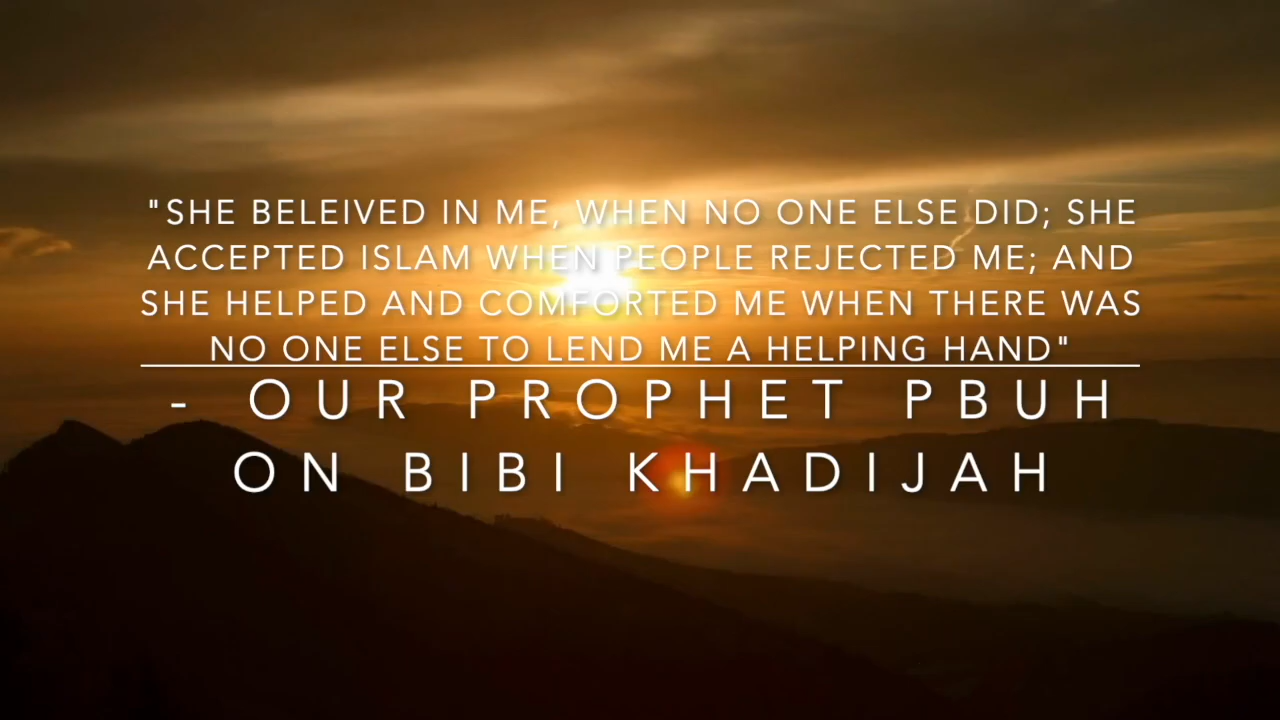 "SHE BELEIVED IN ME, WHEN NO ONE ELSE DID; SHE
ACCEPTED ISLAM WHEN PEOPLE REJECTED ME; AND
SHE HELPED AND COMFORTED ME WHEN THERE WAS
NO ONE ELSE TO LEND ME A HELPING HAND"
- OUR PROPHET PBUH
ON BIBI KHADIJAH